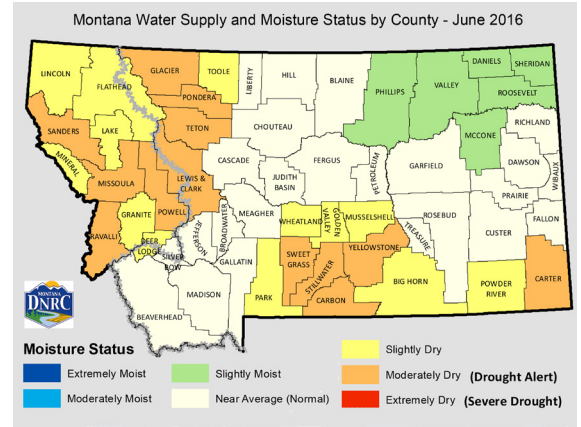 Montana Water Supply and Moisture Status by County - June 2016
LINCOLN
FLATHEAD
GLACIER
TOOLE
LIBERTY
HILL
BLAINE
PHILLIPS
VALLEY
DANIELS
SHERIDAN
ROOSEVELT
PONDERA
SANDERS
LAKE
TETON
CHOUTEAU
MCCONE
RICHLAND
MINERAL
MISSOULA
LEWIS &
CLARK
CASCADE
FERGUS
PETROLEUM
GARFIELD
DAWSON
WIBAUX
JUDITH
BASIN
PRAIRIE
GRANITE
POWELL
BROADWATER
MEAGHER
WHEATLAND
GOLDEN
VALLEY
MUSSELSHELL
TREASURE
ROSEBUD
CUSTER
FALLON
RAVALLI
DEER
LODGE
SILVER
BOW
JEFFERSON
GALLATIN
SWEET
GRASS
STILLWATER
YELLOWSTONE
MADISON
PARK
CARBON
BIG HORN
POWDER
RIVER
CARTER
BEAVERHEAD
MONTANA
DNRC
Moisture Status
Extremely Moist
Moderately Moist
Slightly Moist
Near Average (Normal)
Slightly Dry
Moderately Dry (Drought Alert)
Extremely Dry (Severe Drought)